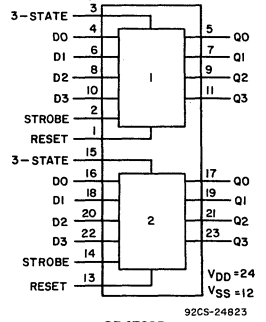 3-STATE 3
D0 4 5 Q0
D1 6 7 Q1
D2 8 9 Q2
D3 10 11 Q3
1
STROBE 2
RESET 1
3-STATE 15
D0 16 17 Q0
D1 18 19 Q1
D2 20 21 Q2
D3 22 23 Q3
2
STROBE 14
RESET 13
VDD=24
VSS=12
92CS-24823